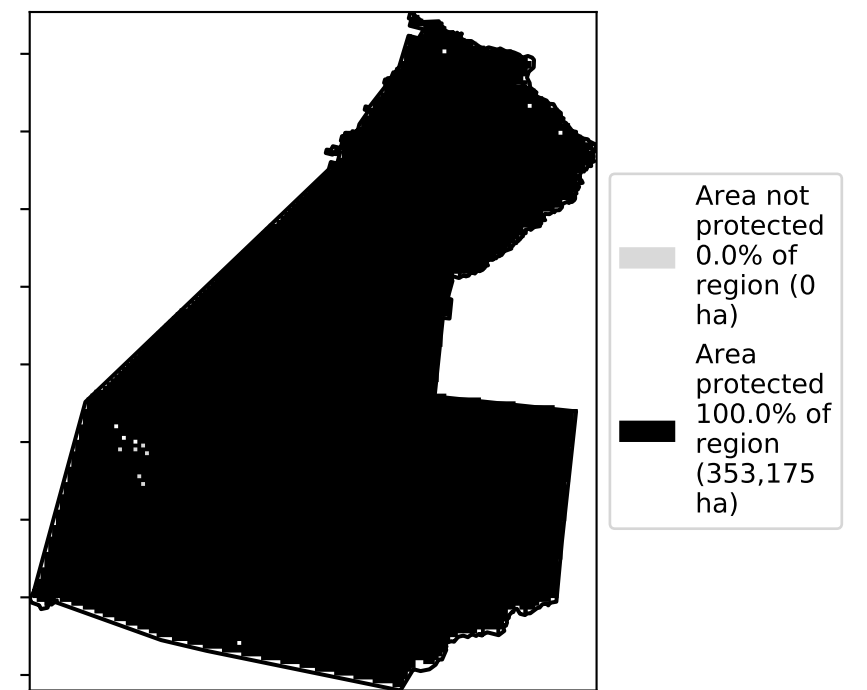 Area not
protected
0.0% of
region (0
ha)
Area
protected
100.0% of
region
(353,175
ha)